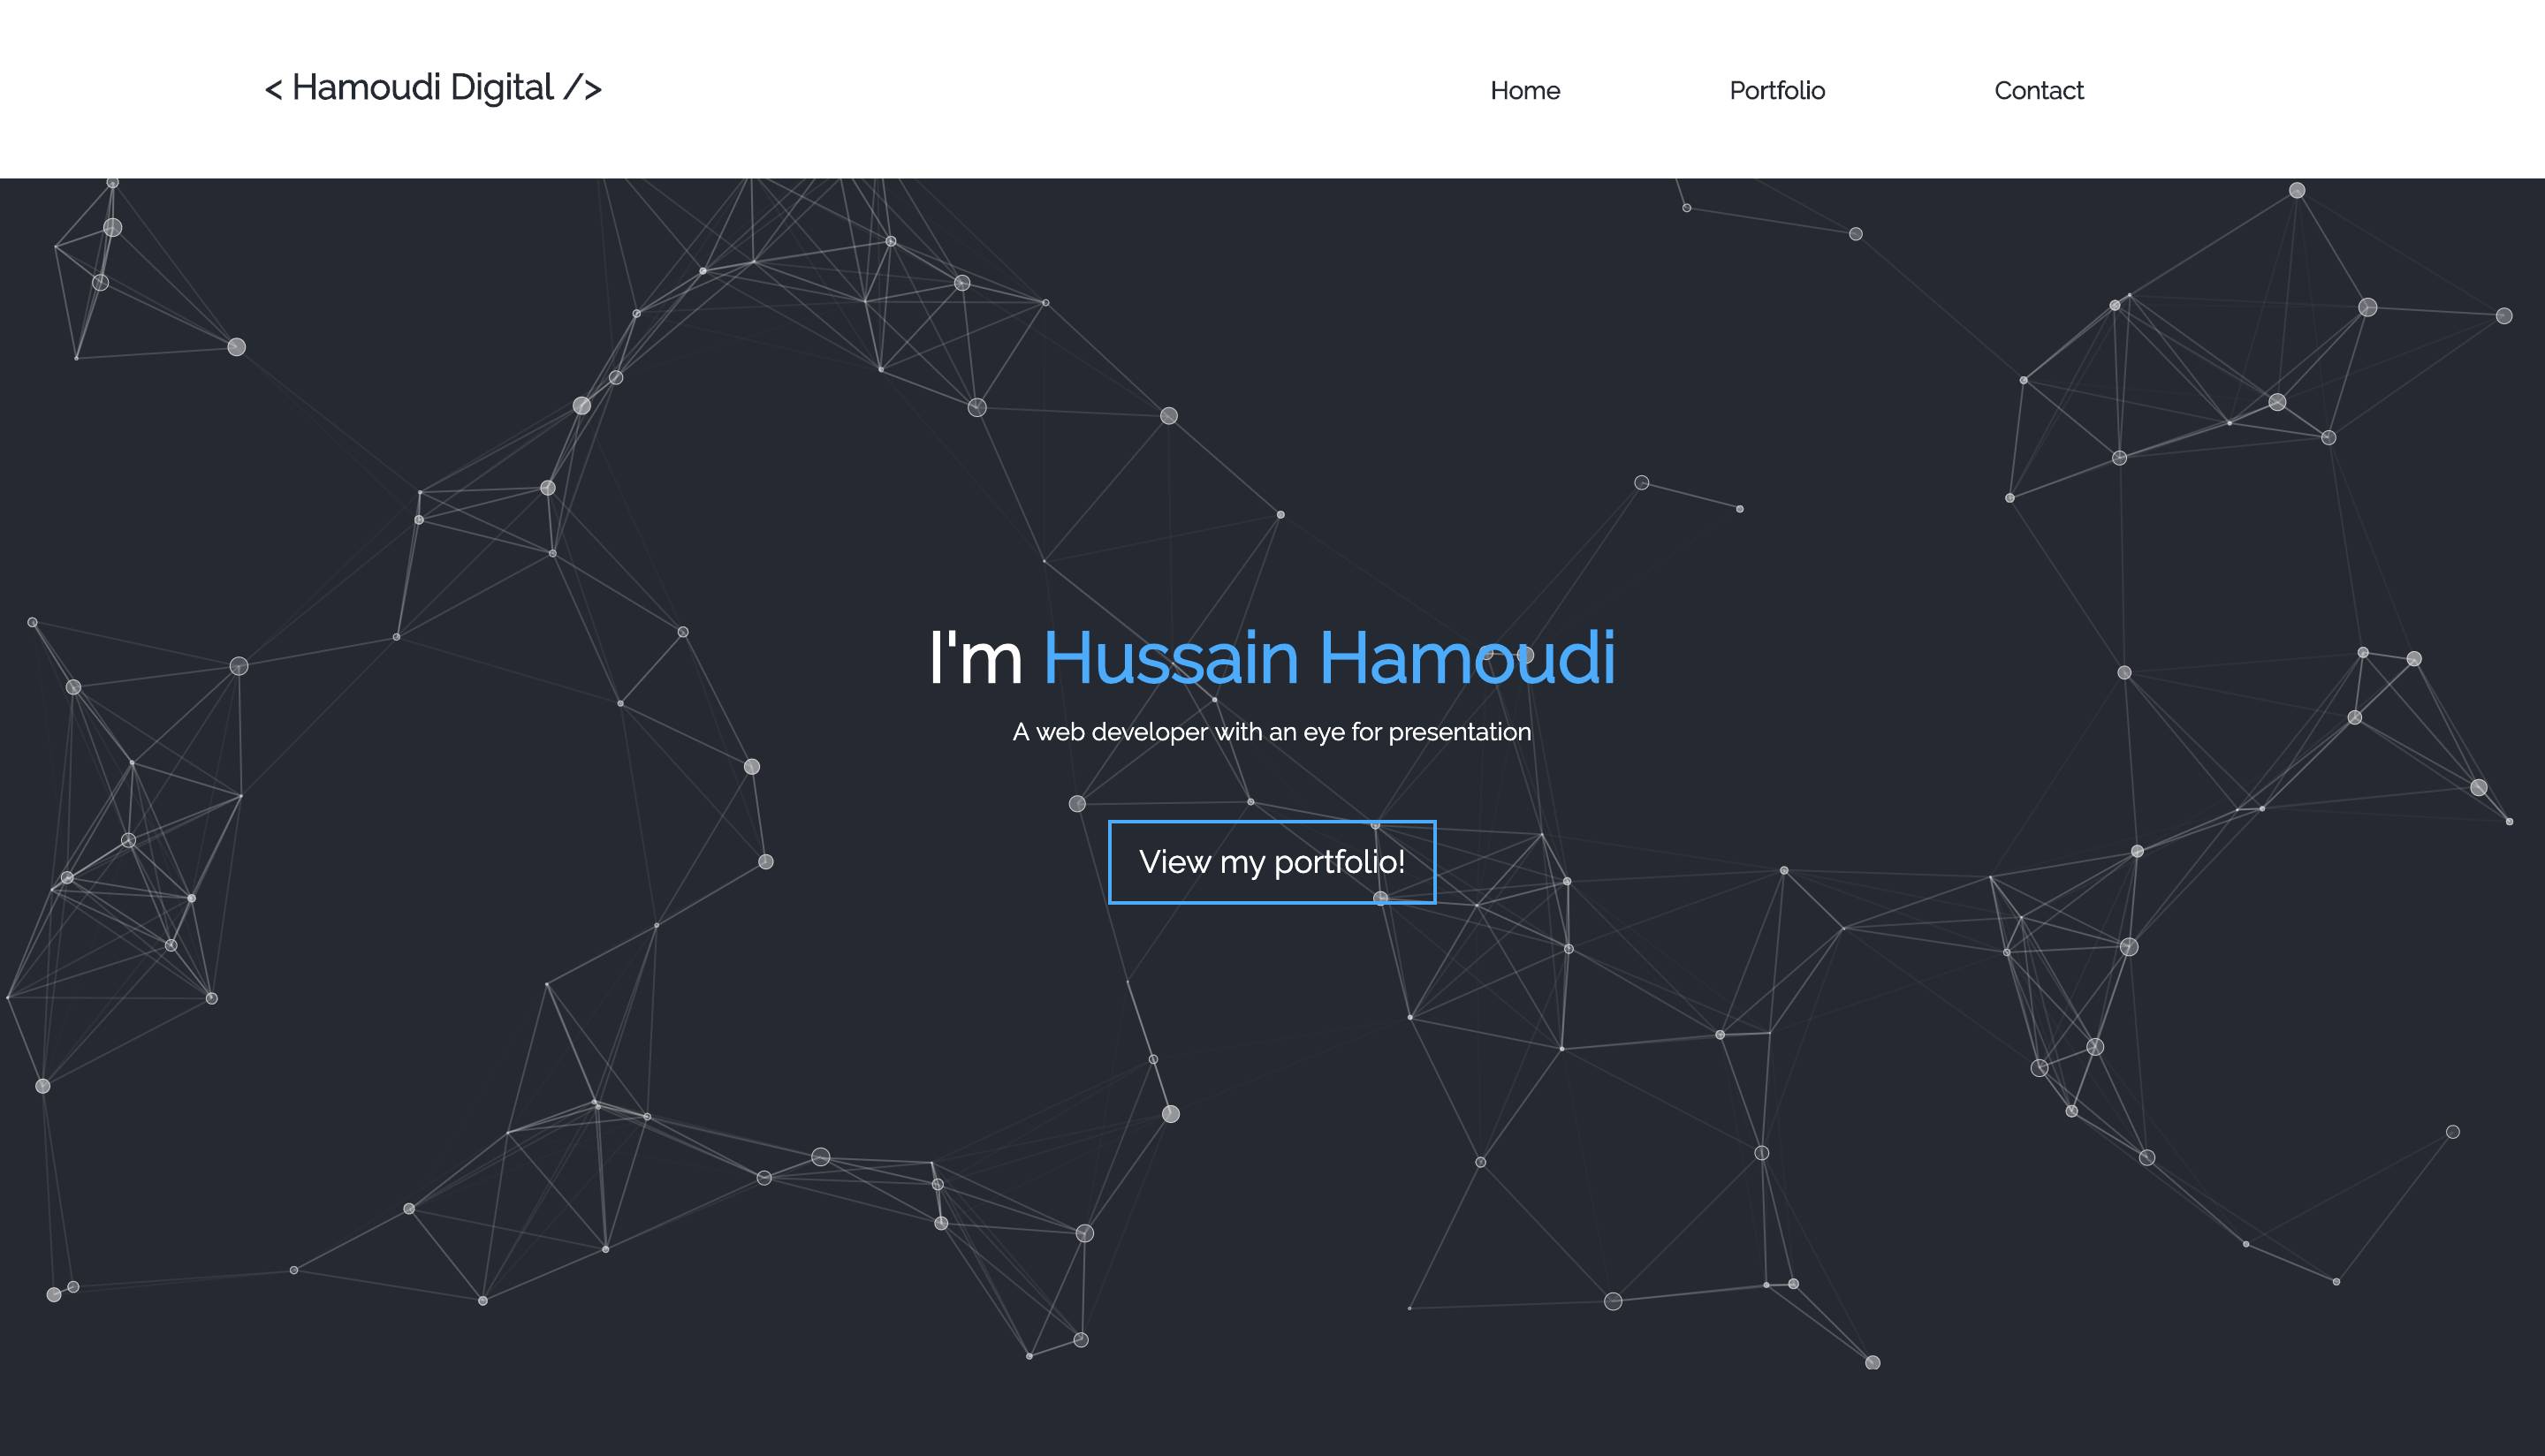 < Hamoudi Digital />
Home Portfolio Contact
I'm Hussain Hamoudi
A web developer with an eye for presentation
View my portfolio!